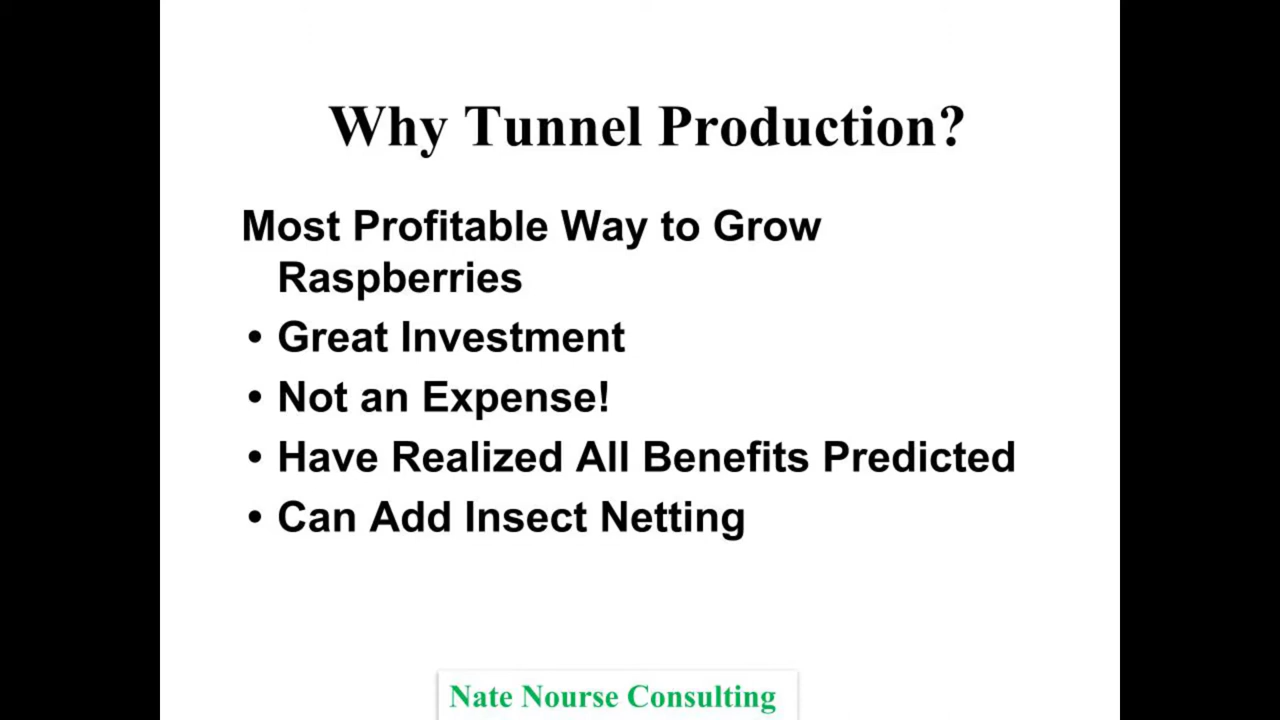 Why Tunnel Production?
Most Profitable Way to Grow
Raspberries
• Great Investment
• Not an Expense!
• Have Realized All Benefits Predicted
• Can Add Insect Netting
Nate Nourse Consulting